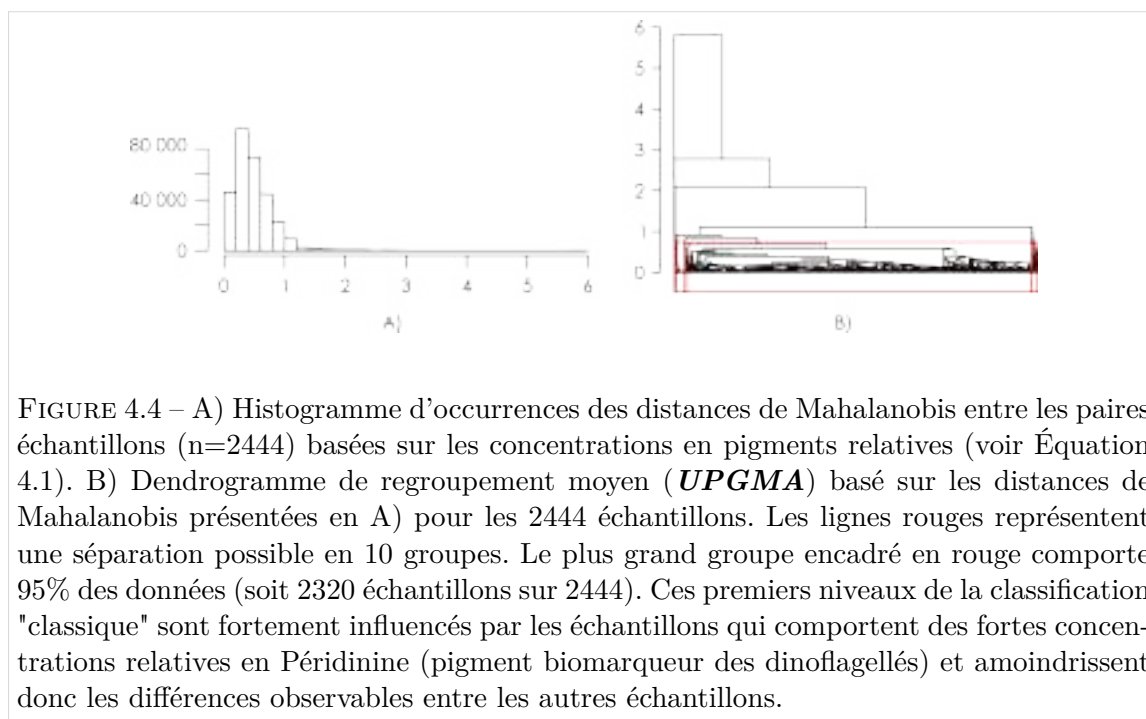 80 000
40 000
0
0 1 2 3 4 5 6
A)
6
5
4
3
2
1
0
B)
FIGURE 4.4 – A) Histogramme d'occurrences des distances de Mahalanobis entre les paires
échantillons (n=2444) basées sur les concentrations en pigments relatives (voir Équation
4.1). B) Dendrogramme de regroupement moyen (UPGMA) basé sur les distances de
Mahalanobis présentées en A) pour les 2444 échantillons. Les lignes rouges représentent
une séparation possible en 10 groupes. Le plus grand groupe encadré en rouge comporte
95% des données (soit 2320 échantillons sur 2444). Ces premiers niveaux de la classification
"classique" sont fortement influencés par les échantillons qui comportent des fortes concen-
trations relatives en Péridinine (pigment biomarqueur des dinoflagellés) et amoindrissent
donc les différences observables entre les autres échantillons.